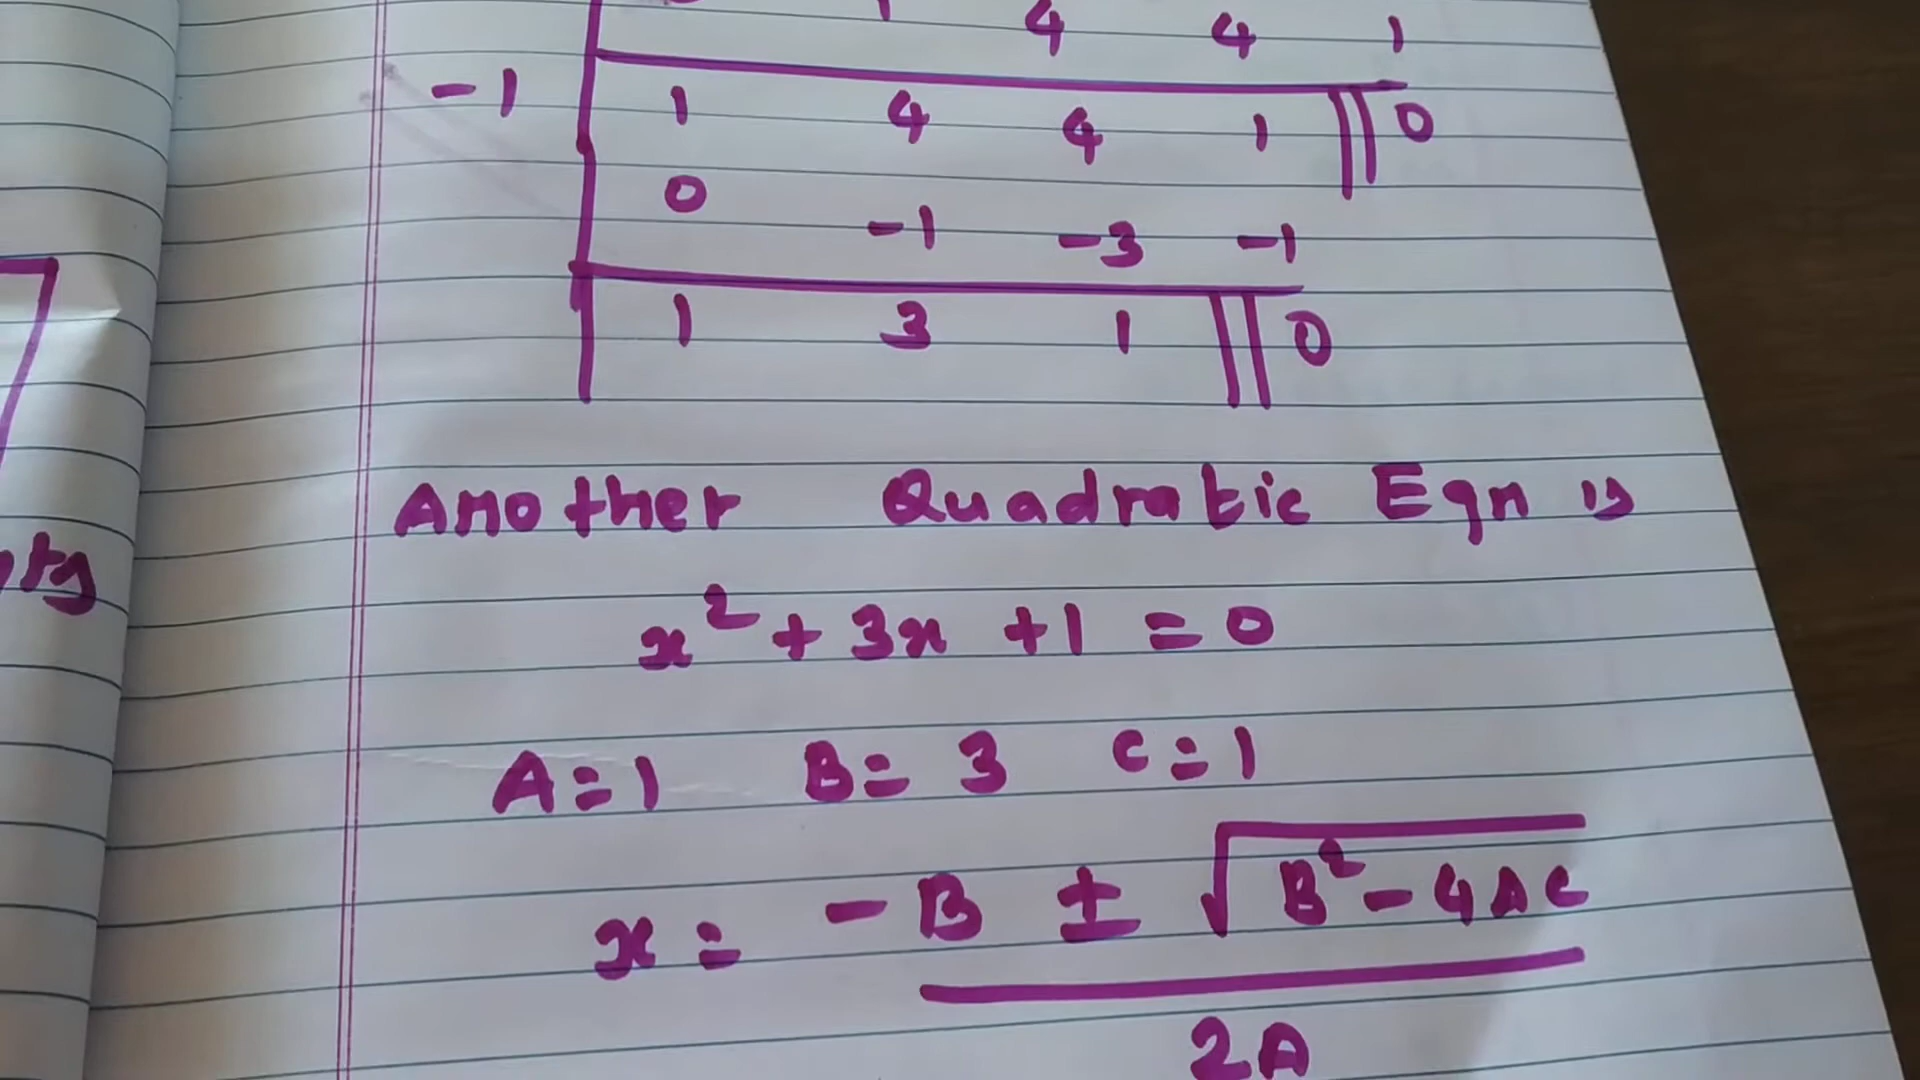 4 4 1
-1 1 4 4 1 || 0
0 -1 -3 -1
1 3 1 || 0
Another Quadratic Eqn is
x² + 3x + 1 = 0
A=1 B=3 C=1
x = -B ± √B²-4AC
2A